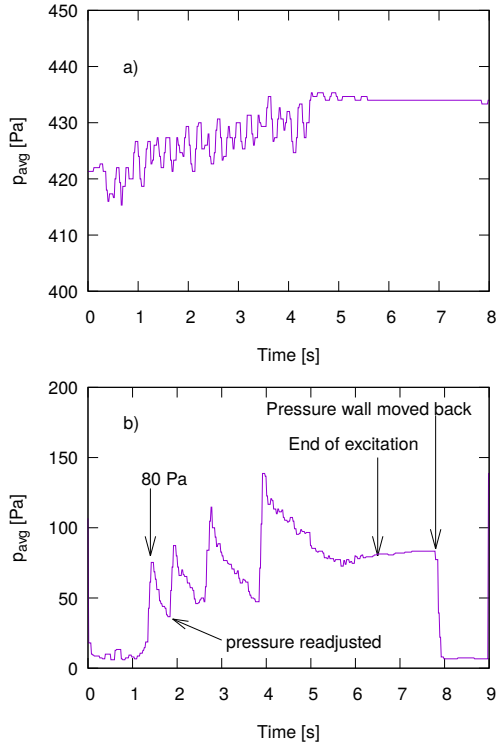 450
a)
440
430
420
410
400
p_avg [Pa]
0 1 2 3 4 5 6 7 8
Time [s]
200
b)
Pressure wall moved back
End of excitation
150
80 Pa
100
50
pressure readjusted
0
p_avg [Pa]
0 1 2 3 4 5 6 7 8 9
Time [s]